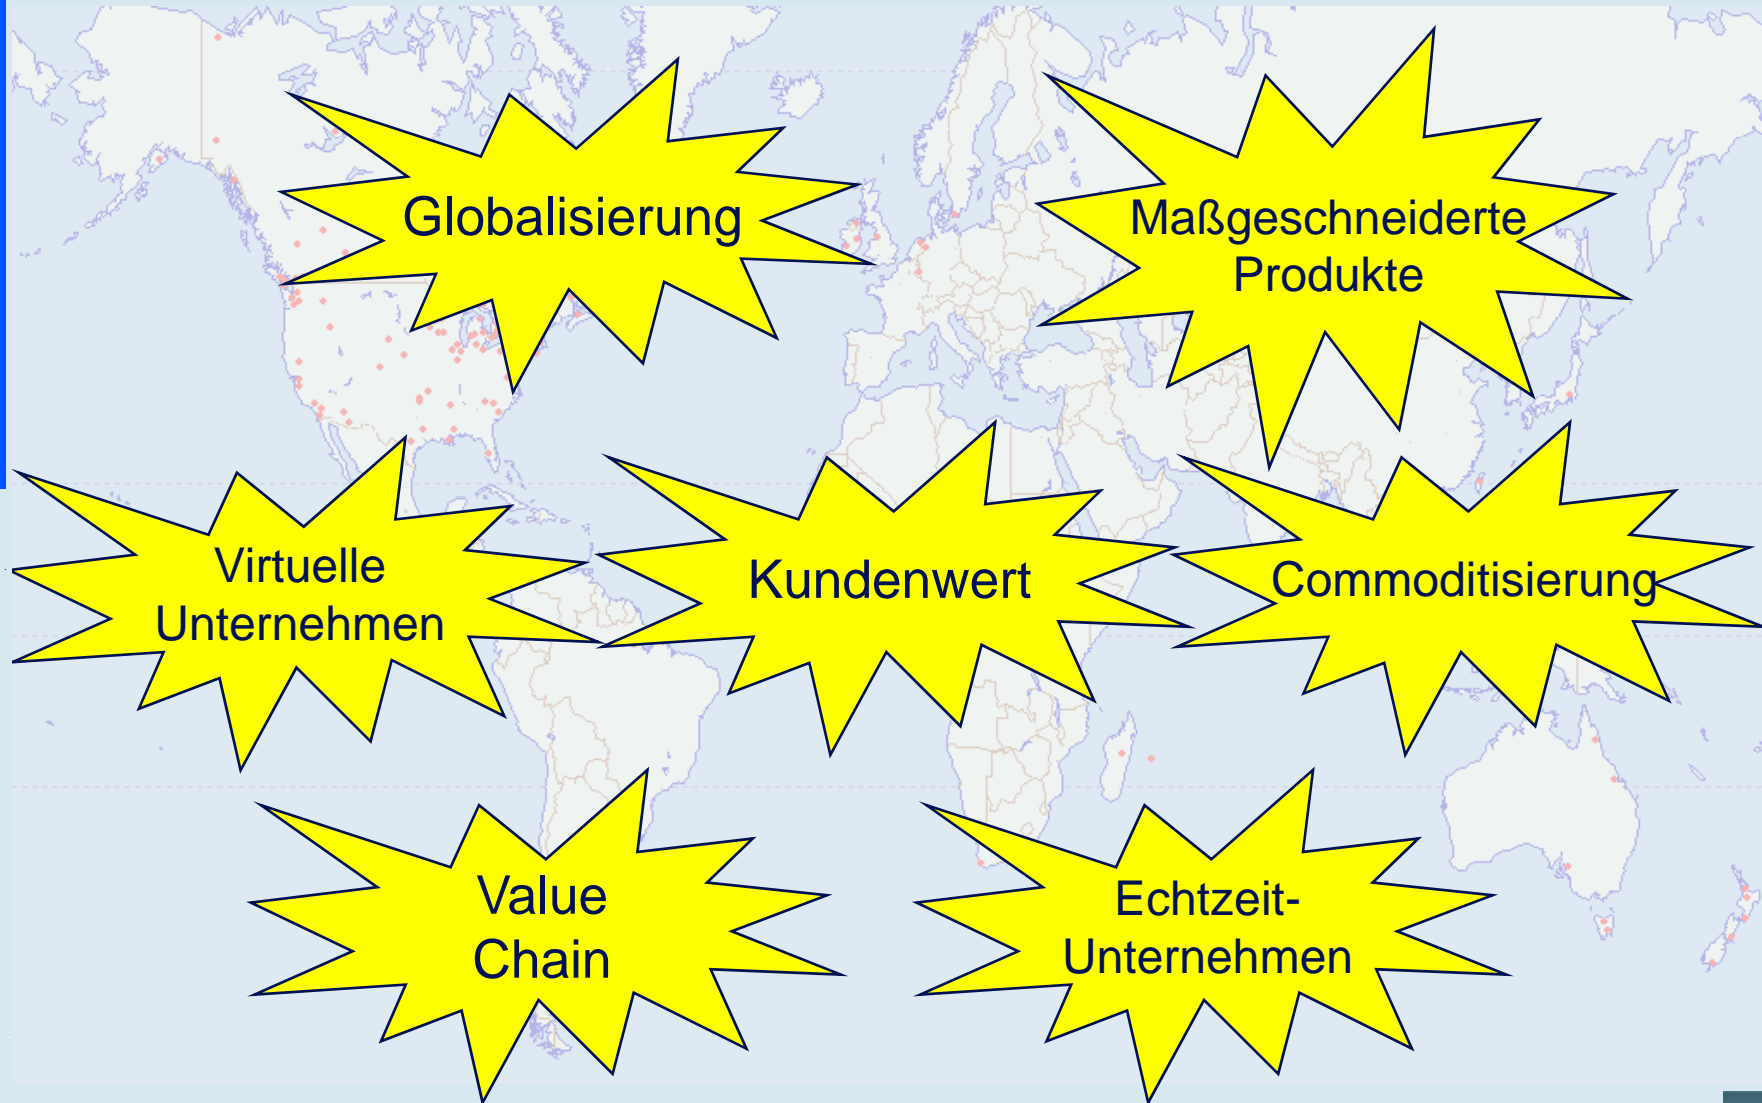 Globalisierung
Maßgeschneiderte
Produkte
Virtuelle
Unternehmen
Kundenwert
Commoditisierung
Value
Chain
Echtzeit-
Unternehmen